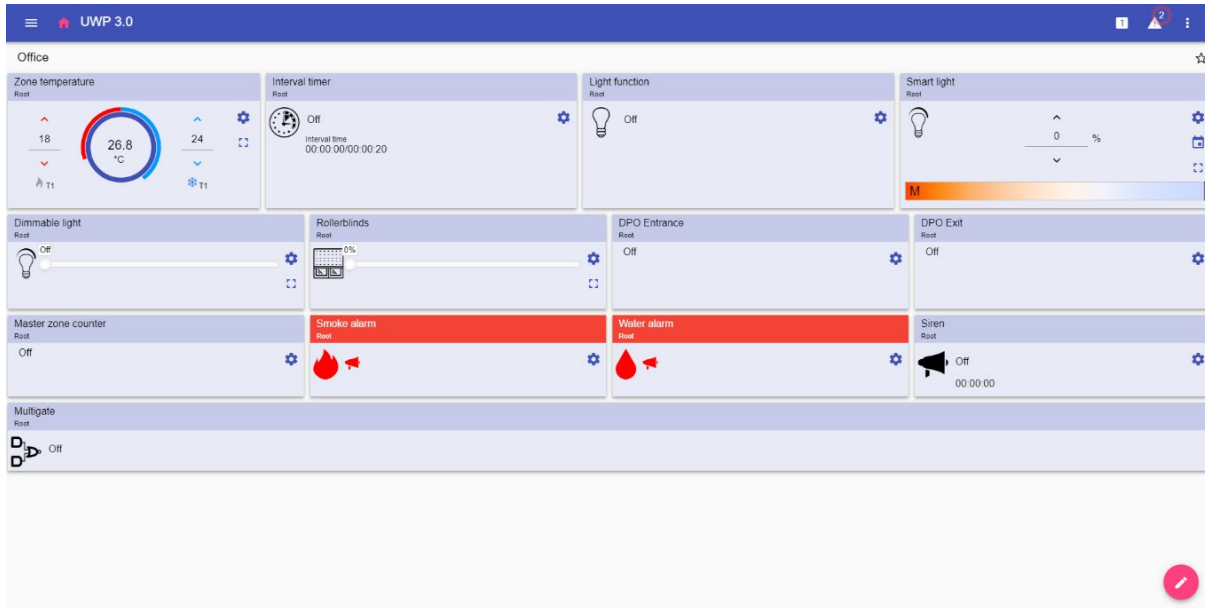 UWP 3.0
1
2
Office
Zone temperature
Root
18
26.8
°C
24
T1
T1
Interval timer
Root
Off
Interval time
00:00:00/00:00:20
Light function
Root
Off
Smart light
Root
0 %
M
Dimmable light
Root
Off
Rollerblinds
Root
0%
DPO Entrance
Root
Off
DPO Exit
Root
Off
Master zone counter
Root
Off
Smoke alarm
Root
Water alarm
Root
Siren
Root
Off
00:00:00
Multigate
Root
Off